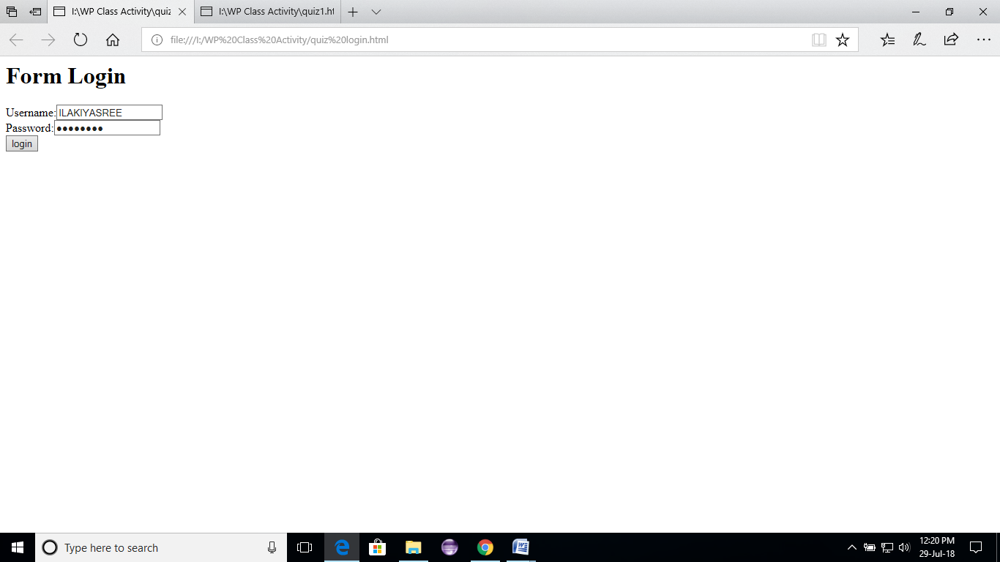 I:\WP Class Activity\quiz
I:\WP Class Activity\quiz1.ht
file:///I:/WP%20Class%20Activity/quiz%20login.html
Form Login
Username: ILAKIYASREE
Password: ••••••••
login
Type here to search
12:20 PM
29-Jul-18